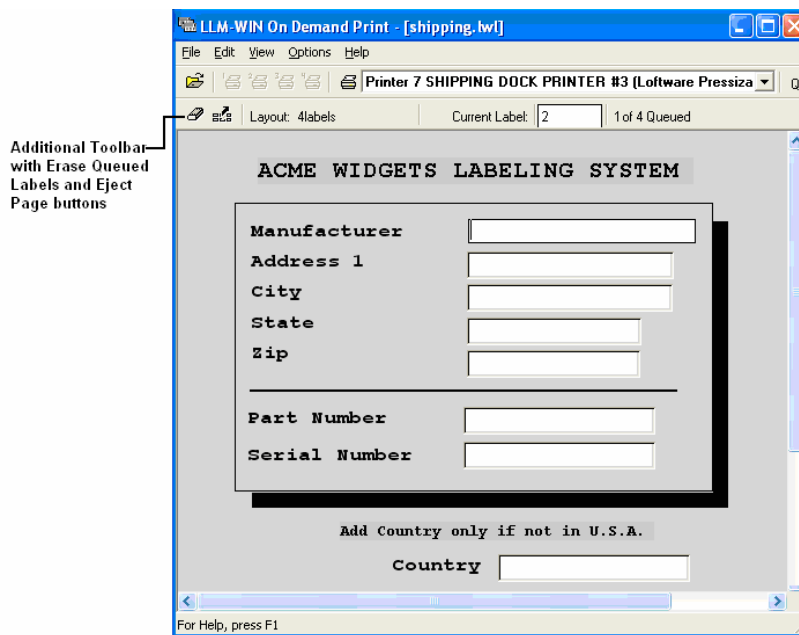 LLM-WIN On Demand Print - [shipping.lwl]
File Edit View Options Help
Printer 7 SHIPPING DOCK PRINTER #3 (Loftware Pressiza
Layout: 4labels Current Label: 2 1 of 4 Queued
Additional Toolbar
with Erase Queued
Labels and Eject
Page buttons
ACME WIDGETS LABELING SYSTEM
Manufacturer
Address 1
City
State
Zip
Part Number
Serial Number
Add Country only if not in U.S.A.
Country
For Help, press F1